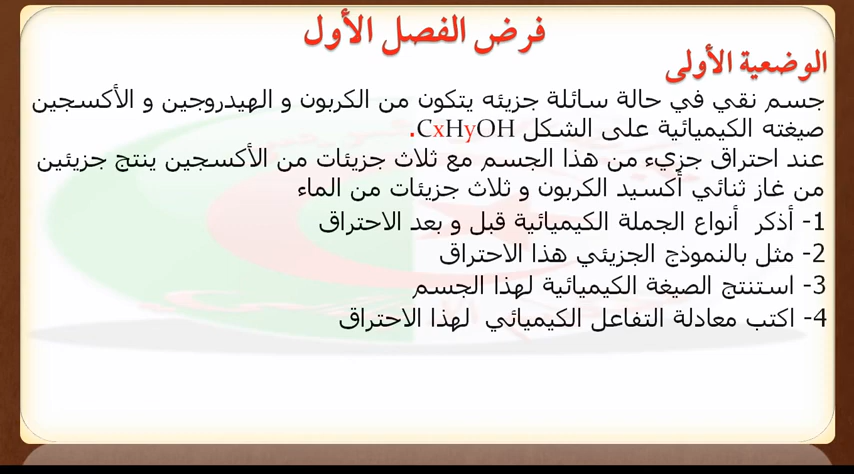 فرض الفصل الأول
الوضعية الأولى
جسم نقي في حالة سائلة جزيئه يتكون من الكربون و الهيدروجين و الأكسجين
صيغته الكيميائية على الشكل CxHyOH.
عند احتراق جزيء من هذا الجسم مع ثلاث جزيئات من الأكسجين ينتج جزيئين
من غاز ثنائي أكسيد الكربون و ثلاث جزيئات من الماء
1- أذكر أنواع الجملة الكيميائية قبل و بعد الاحتراق
2- مثل بالنموذج الجزيئي هذا الاحتراق
3- استنتج الصيغة الكيميائية لهذا الجسم
4- اكتب معادلة التفاعل الكيميائي لهذا الاحتراق